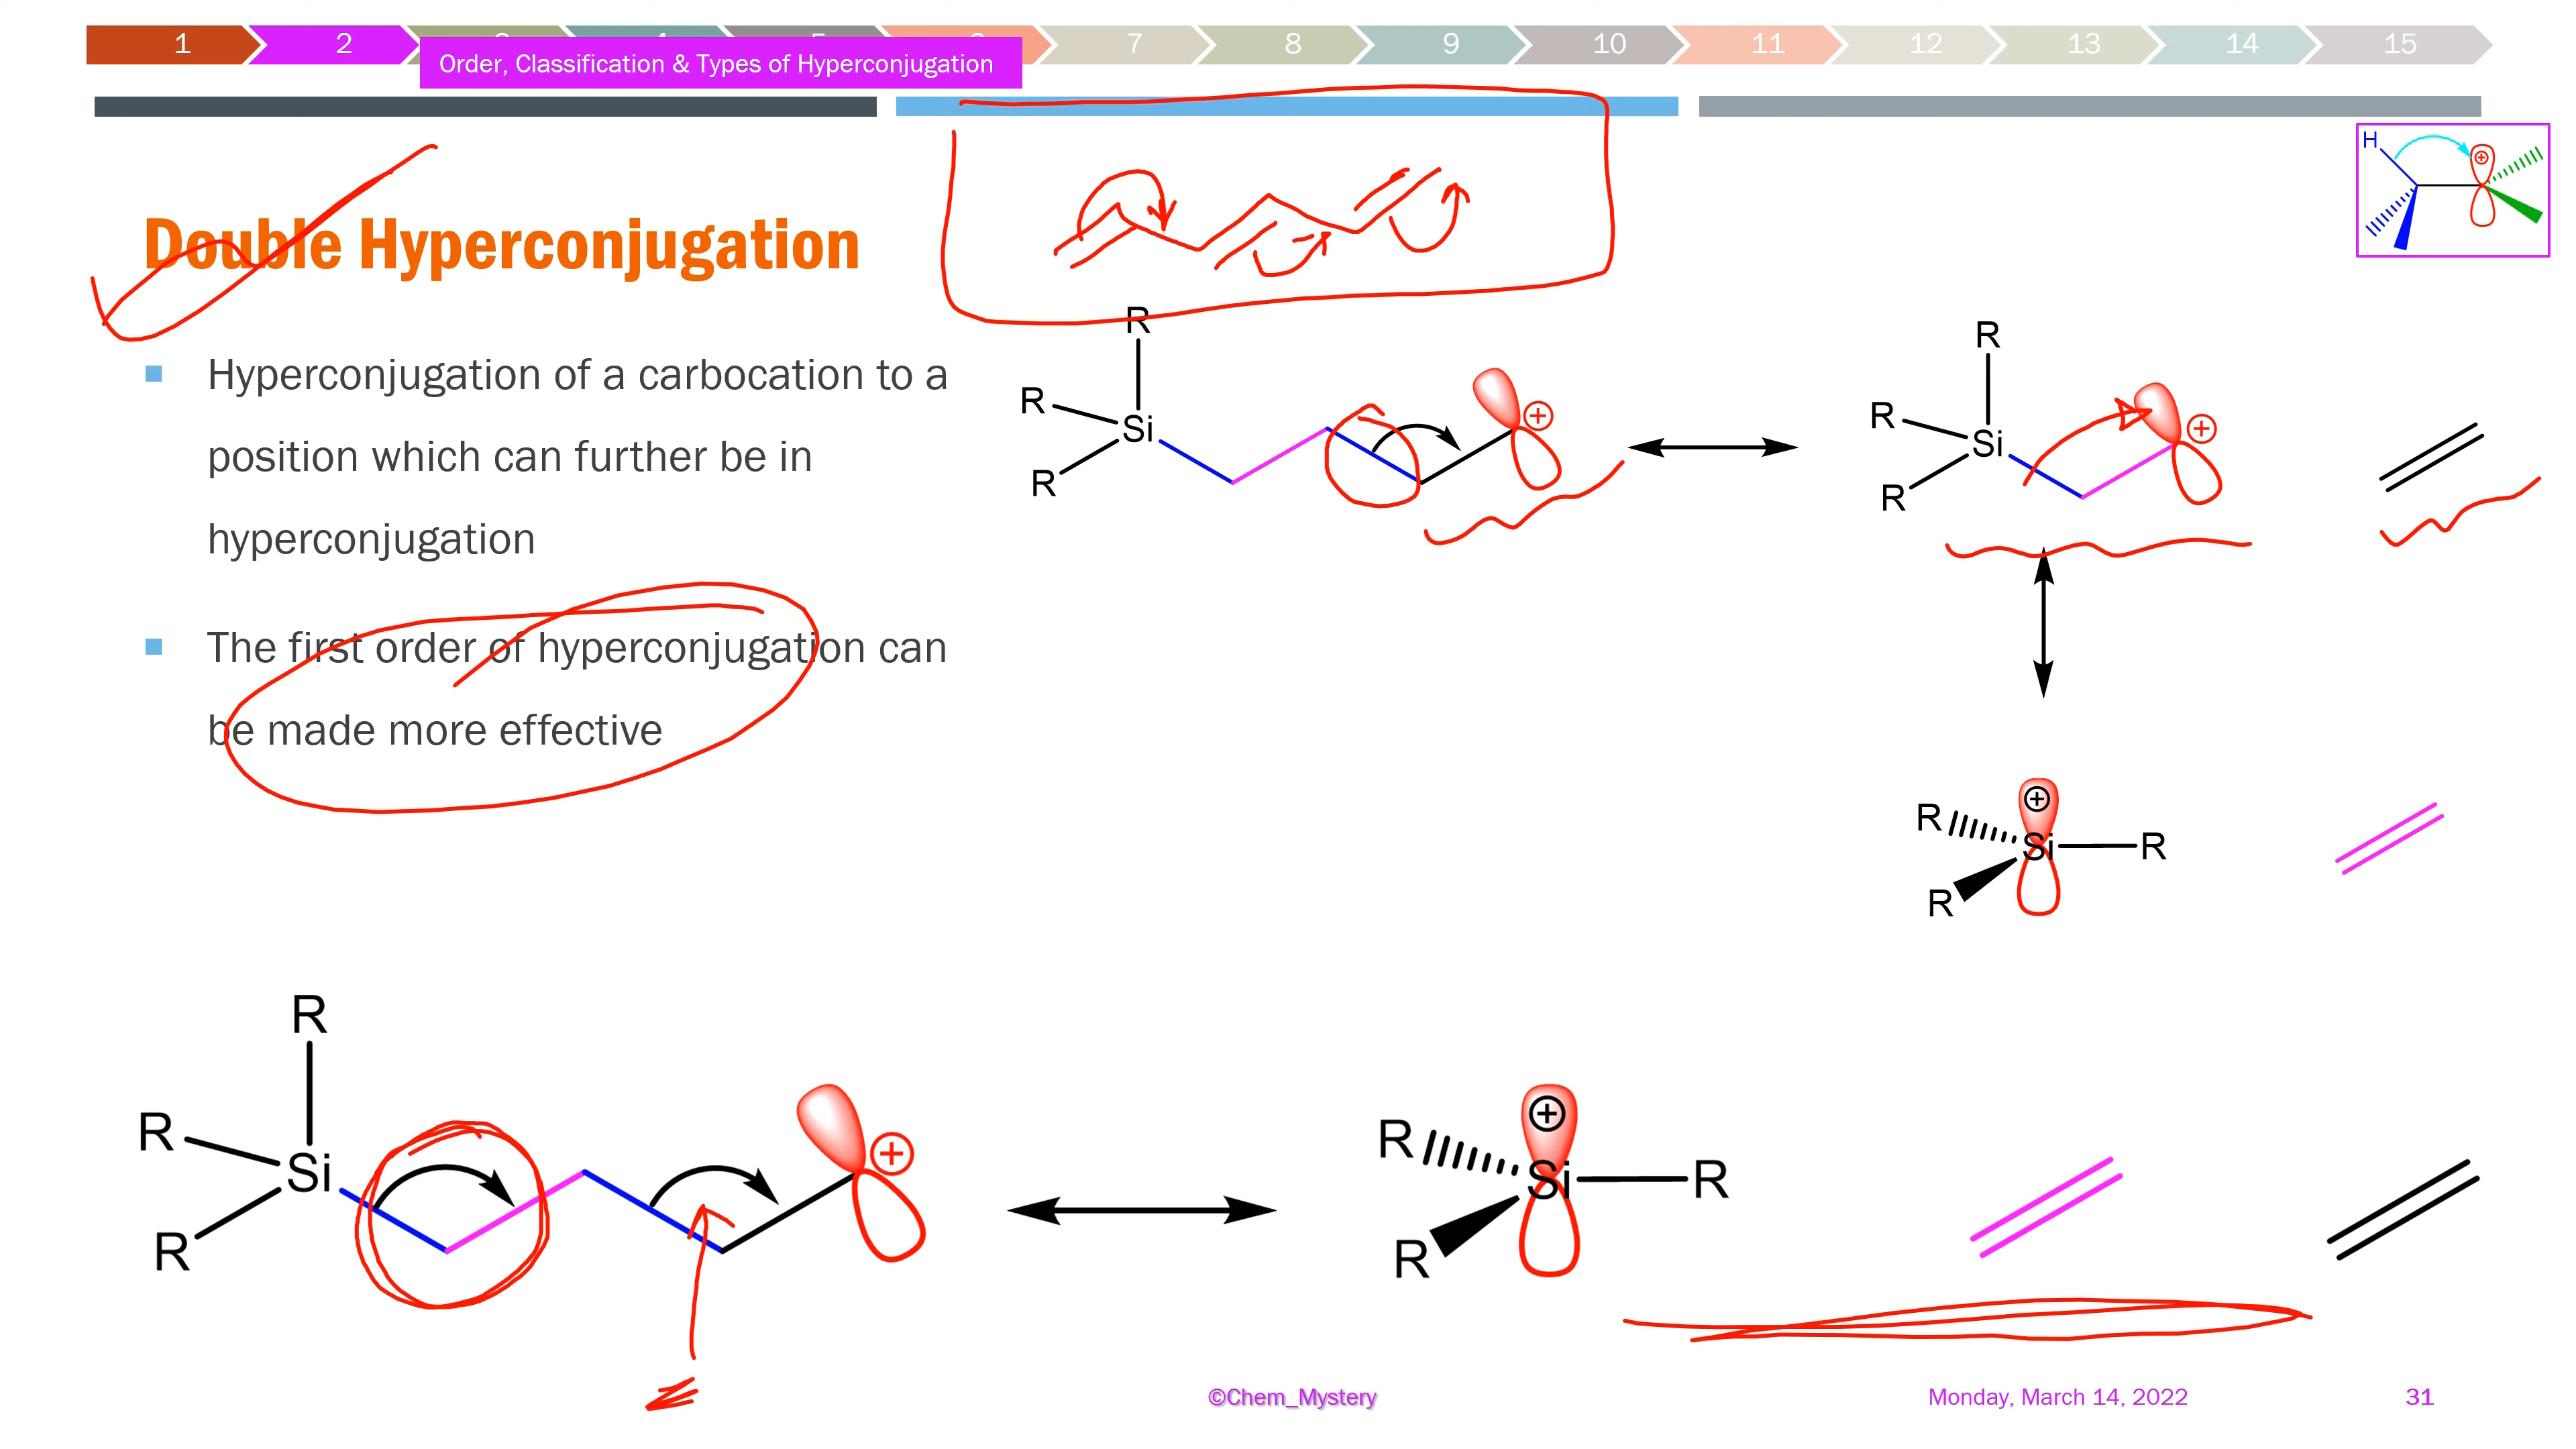 1 2 7 8 9 10 11 12 13 14 15
Order, Classification & Types of Hyperconjugation
H
Double Hyperconjugation
Hyperconjugation of a carbocation to a
position which can further be in
hyperconjugation
The first order of hyperconjugation can
be made more effective
R
R
Si
R
R
R
Si
R
R
Si
R
R
R
R
Si
R
R
Si
R
R
©Chem_Mystery
Monday, March 14, 2022
31